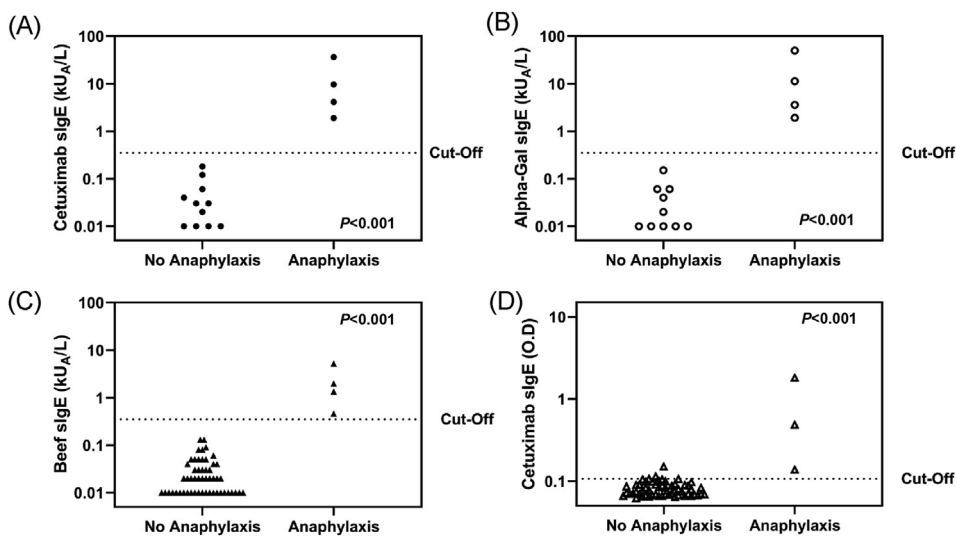 (A)
Cetuximab sIgE (kUA/L)
100
10
1
0.1
0.01
Cut-Off
P<0.001
No Anaphylaxis
Anaphylaxis
(B)
Alpha-Gal sIgE (kUA/L)
100
10
1
0.1
0.01
Cut-Off
P<0.001
No Anaphylaxis
Anaphylaxis
(C)
Beef sIgE (kUA/L)
100
10
1
0.1
0.01
P<0.001
Cut-Off
No Anaphylaxis
Anaphylaxis
(D)
Cetuximab sIgE (O.D)
10
1
0.1
P<0.001
Cut-Off
No Anaphylaxis
Anaphylaxis